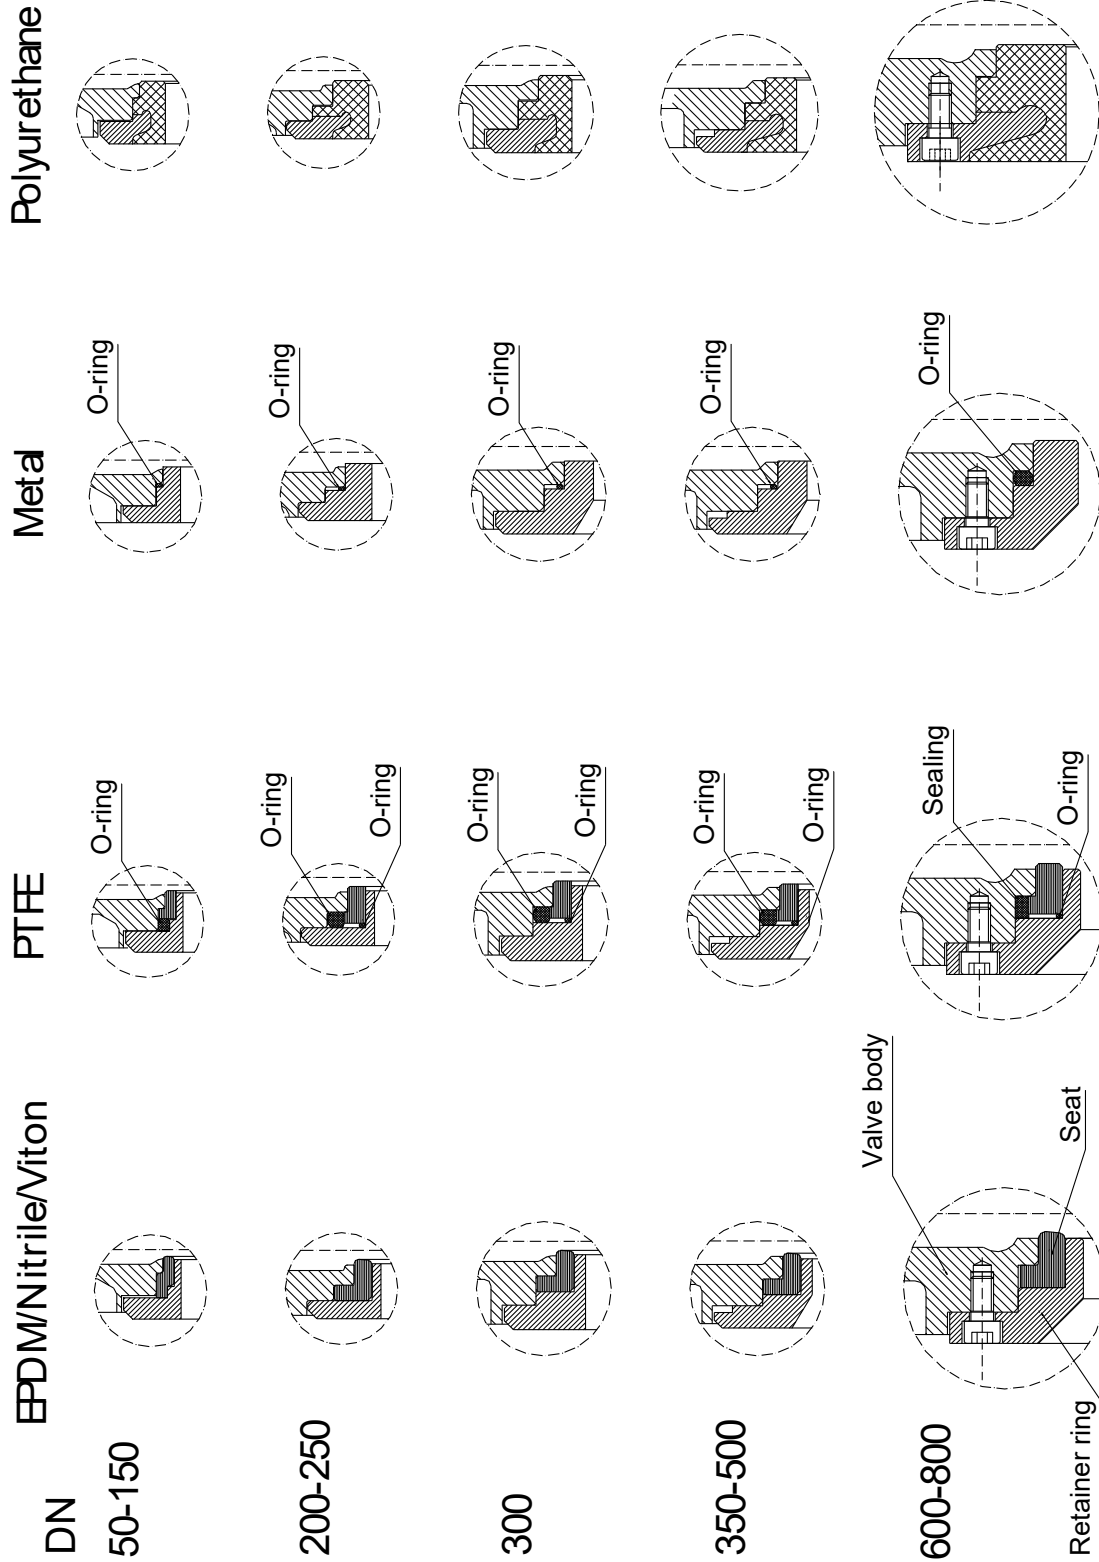 DN EPDM/Nitrile/Viton PTFE Metal Polyurethane
50-150 O-ring O-ring
200-250 O-ring O-ring
O-ring
300 O-ring O-ring
O-ring
350-500 O-ring O-ring
O-ring
Valve body
600-800 Sealing O-ring
Retainer ring Seat O-ring